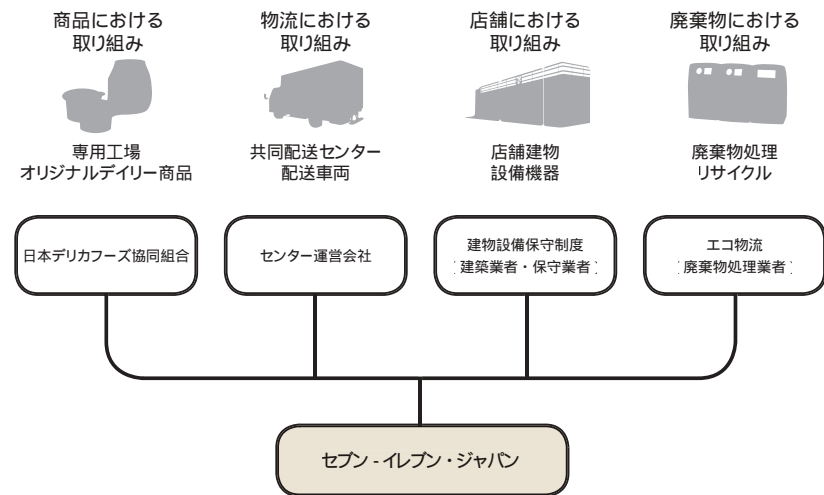 商品における
取り組み
物流における
取り組み
店舗における
取り組み
廃棄物における
取り組み
専用工場
オリジナルデイリー商品
共同配送センター
配送車両
店舗建物
設備機器
廃棄物処理
リサイクル
日本デリカフーズ協同組合
センター運営会社
建物設備保守制度
建築業者・保守業者
エコ物流
廃棄物処理業者
セブン - イレブン・ジャパン